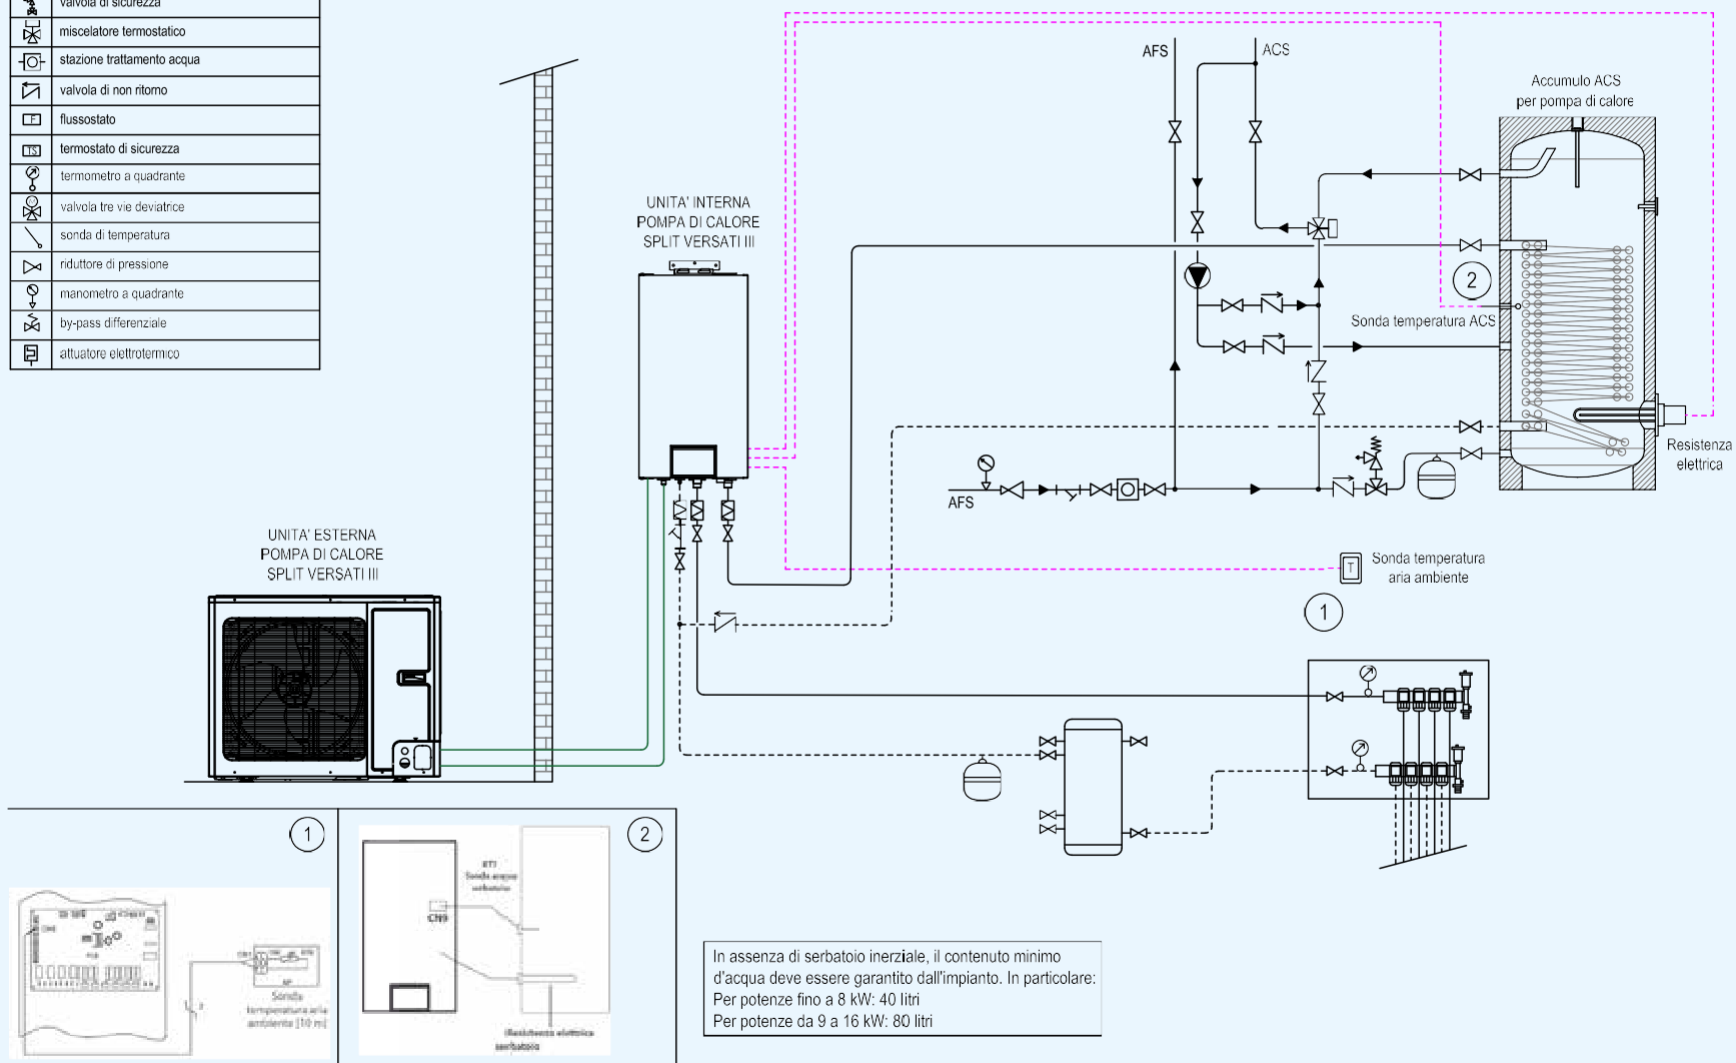 valvola di sicurezza
miscelatore termostatico
stazione trattamento acqua
valvola di non ritorno
F
flussostato
TS
termostato di sicurezza
termometro a quadrante
valvola tre vie deviatrice
sonda di temperatura
riduttore di pressione
manometro a quadrante
by-pass differenziale
attuatore elettrotermico
UNITA' INTERNA
POMPA DI CALORE
SPLIT VERSATI III
AFS
ACS
Accumulo ACS
per pompa di calore
2
Sonda temperatura ACS
Resistenza
elettrica
AFS
T
Sonda temperatura
aria ambiente
1
UNITA' ESTERNA
POMPA DI CALORE
SPLIT VERSATI III
1
Sonda
temperatura aria
ambiente [10 m]
2
Sonda acqua
serbatoio
CN9
Resistenza elettrica
serbatoio
In assenza di serbatoio inerziale, il contenuto minimo
d'acqua deve essere garantito dall'impianto. In particolare:
Per potenze fino a 8 kW: 40 litri
Per potenze da 9 a 16 kW: 80 litri